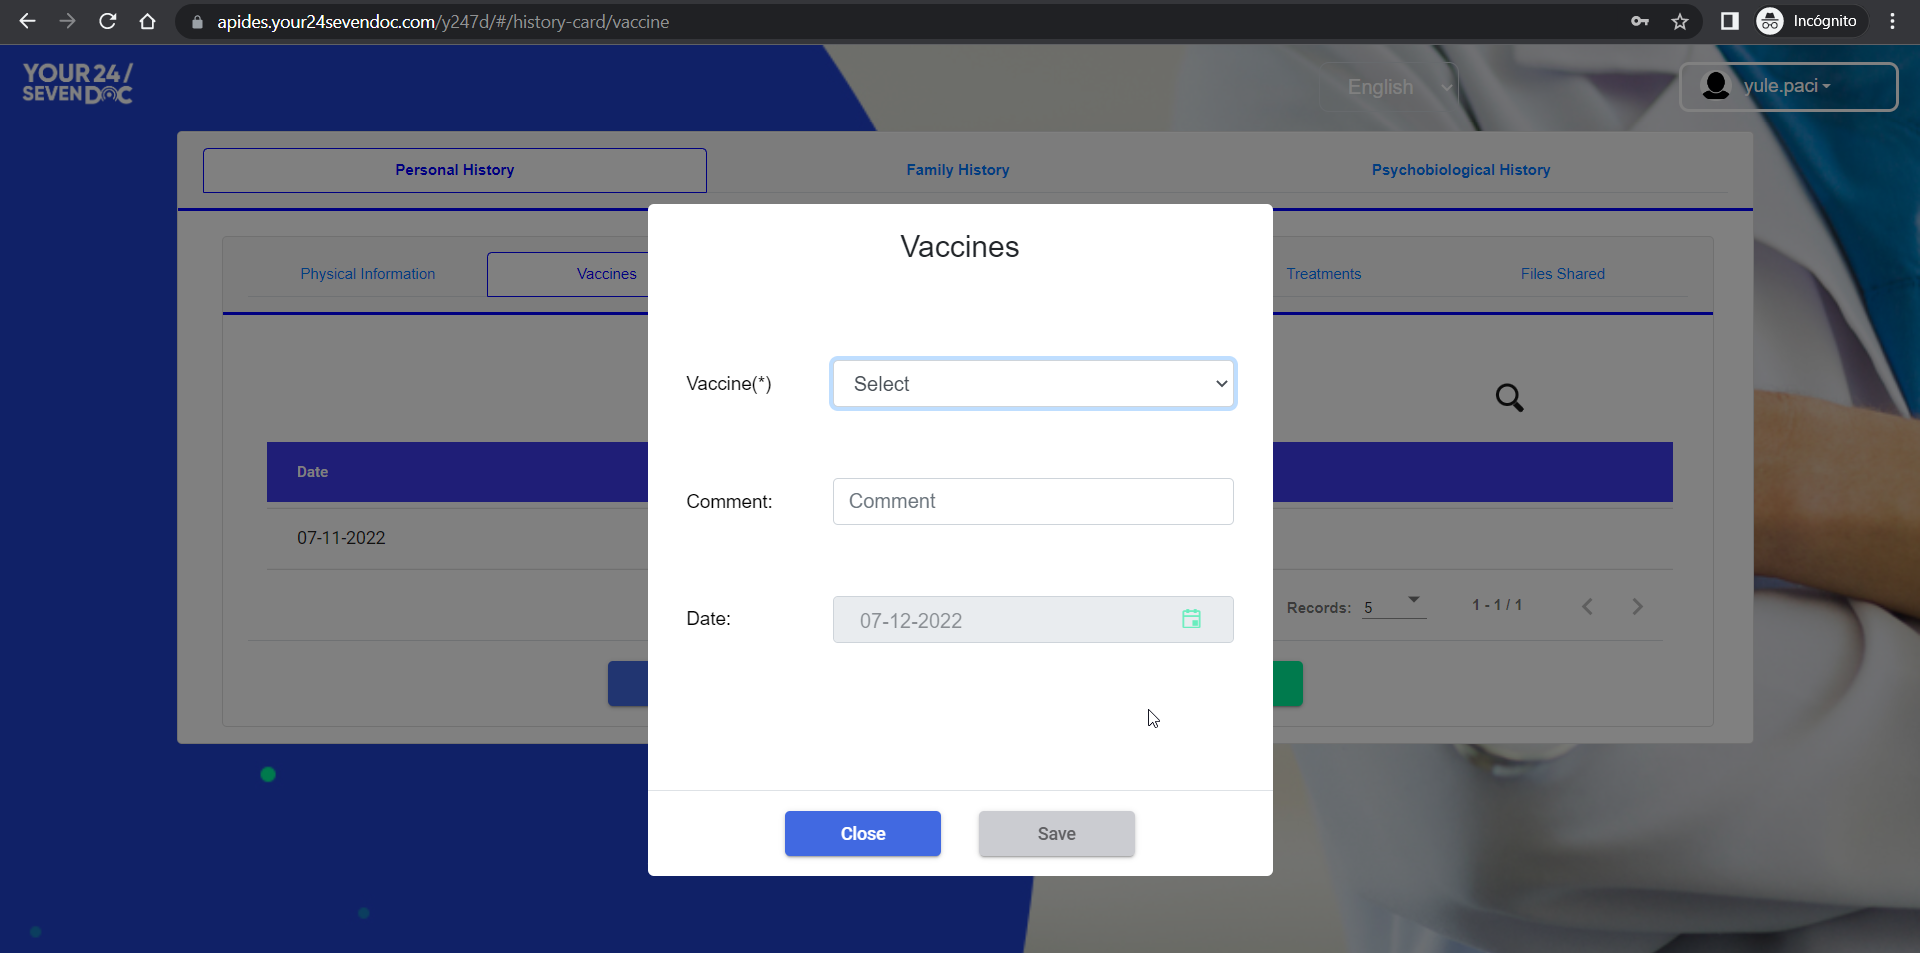 apides.your24sevendoc.com/y247d/#/history-card/vaccine
Incógnito
YOUR 24/
SEVEN DOC
English
yule.paci
Personal History
Family History
Psychobiological History
Vaccines
Physical Information
Vaccines
Treatments
Files Shared
Vaccine(*)
Select
Date
Comment:
Comment
07-11-2022
Date:
07-12-2022
Records:
5
1 - 1 / 1
Close
Save